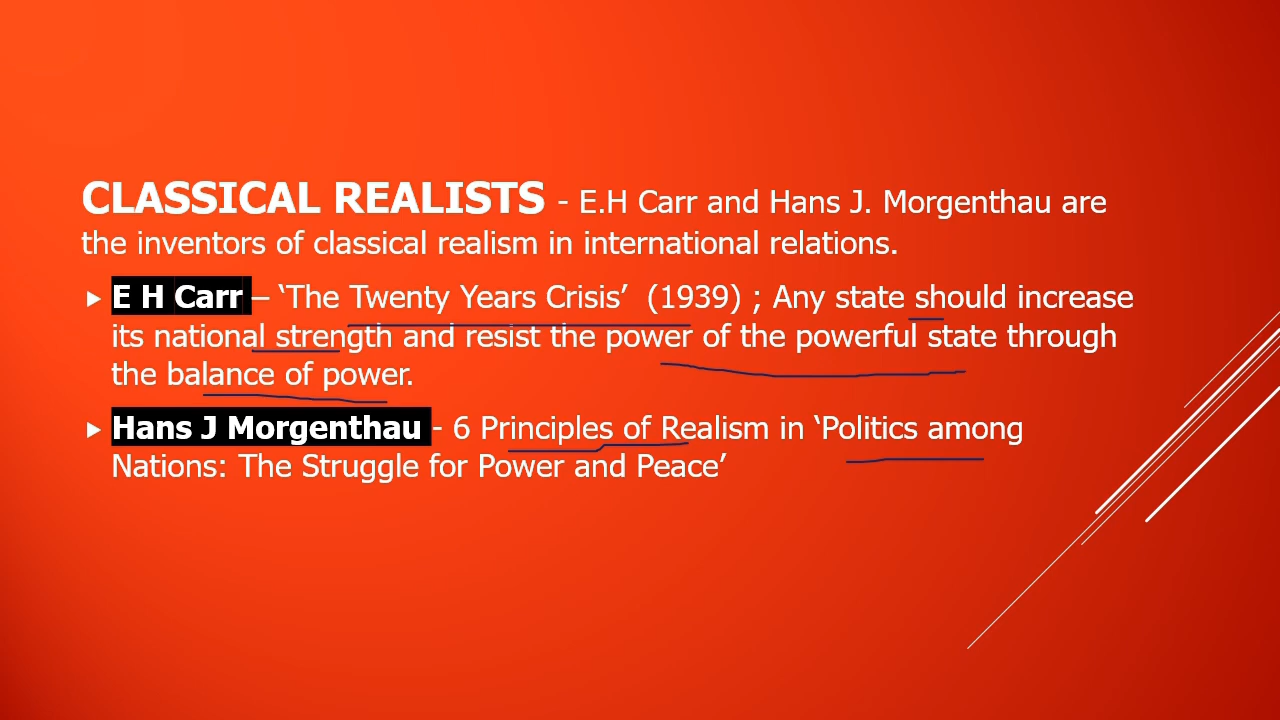 CLASSICAL REALISTS - E.H Carr and Hans J. Morgenthau are
the inventors of classical realism in international relations.
E H Carr – ‘The Twenty Years Crisis’ (1939) ; Any state should increase
its national strength and resist the power of the powerful state through
the balance of power.
Hans J Morgenthau - 6 Principles of Realism in ‘Politics among
Nations: The Struggle for Power and Peace’